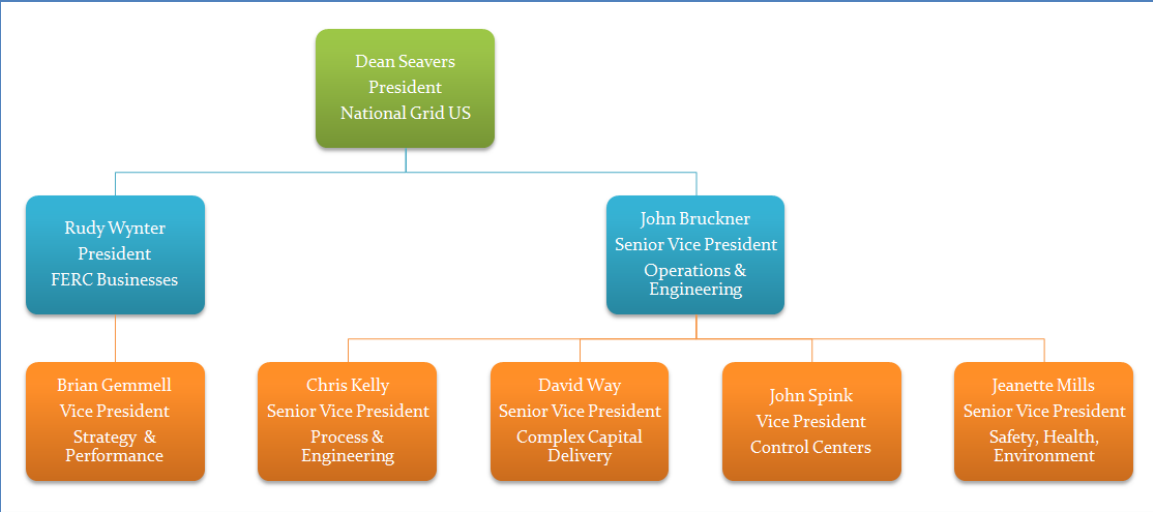 Dean Seavers
President
National Grid US
Rudy Wynter
President
FERC Businesses
John Bruckner
Senior Vice President
Operations &
Engineering
Brian Gemmell
Vice President
Strategy &
Performance
Chris Kelly
Senior Vice President
Process &
Engineering
David Way
Senior Vice President
Complex Capital
Delivery
John Spink
Vice President
Control Centers
Jeanette Mills
Senior Vice President
Safety, Health,
Environment